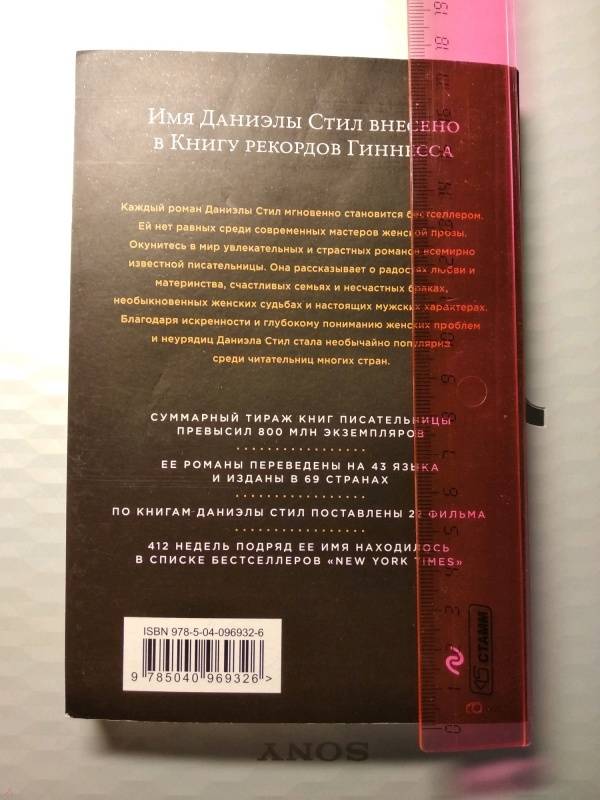 Имя Даниэлы Стил внесено
в Книгу рекордов Гиннесса
Каждый роман Даниэлы Стил мгновенно становится бестселлером.
Ей нет равных среди современных мастеров женской прозы.
Окунитесь в мир увлекательных и страстных романов всемирно
известной писательницы. Она рассказывает о радостях любви и
материнства, счастливых семьях и несчастных браках,
необыкновенных женских судьбах и настоящих мужских характерах.
Благодаря искренности и глубокому пониманию женских проблем
и неурядиц Даниэла Стил стала необычайно популярна
среди читательниц многих стран.
СУММАРНЫЙ ТИРАЖ КНИГ ПИСАТЕЛЬНИЦЫ
ПРЕВЫСИЛ 800 МЛН ЭКЗЕМПЛЯРОВ
ЕЕ РОМАНЫ ПЕРЕВЕДЕНЫ НА 43 ЯЗЫКА
И ИЗДАНЫ В 69 СТРАНАХ
ПО КНИГАМ ДАНИЭЛЫ СТИЛ ПОСТАВЛЕНЫ 22 ФИЛЬМА
412 НЕДЕЛЬ ПОДРЯД ЕЕ ИМЯ НАХОДИЛОСЬ
В СПИСКЕ БЕСТСЕЛЛЕРОВ «NEW YORK TIMES»
ISBN 978-5-04-096932-6
9 785040 969326 >
СТАММ
SONY